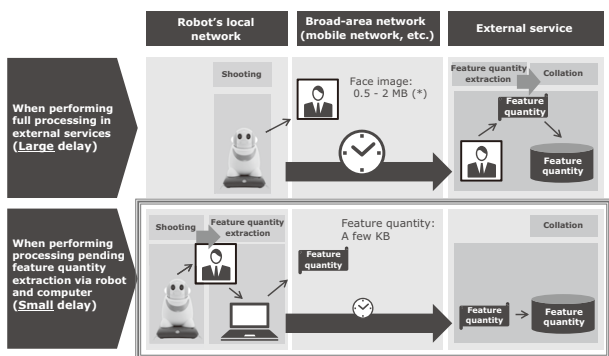 Robot's local
network
Broad-area network
(mobile network, etc.)
External service
When performing
full processing in
external services
(Large delay)
Shooting
Face image:
0.5 - 2 MB (*)
Feature quantity
extraction
Collation
Feature
quantity
Feature
quantity
When performing
processing pending
feature quantity
extraction via robot
and computer
(Small delay)
Shooting
Feature quantity
extraction
Feature quantity:
A few KB
Feature
quantity
Collation
Feature
quantity
Feature
quantity